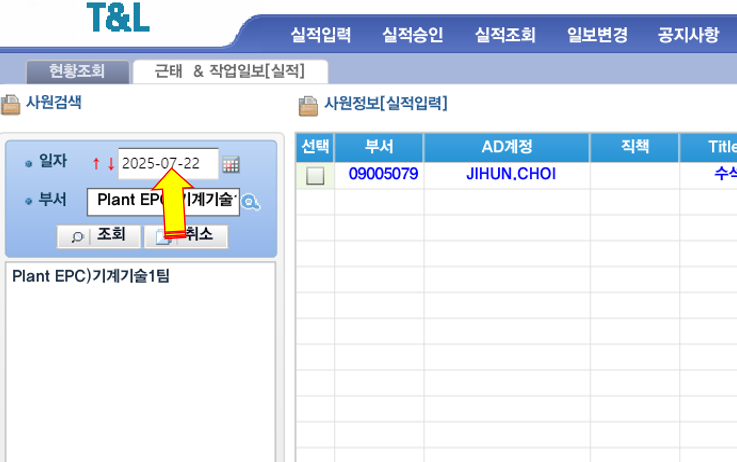 T&L
실적입력 실적승인 실적조회 일보변경 공지사항
현황조회 근태 & 작업일보[실적]
사원검색
일자 2025-07-22
부서 Plant EPC 기계기술
조회 취소
Plant EPC)기계기술1팀
사원정보[실적입력]
선택 부서 AD계정 직책 Title
09005079 JIHUN.CHOI